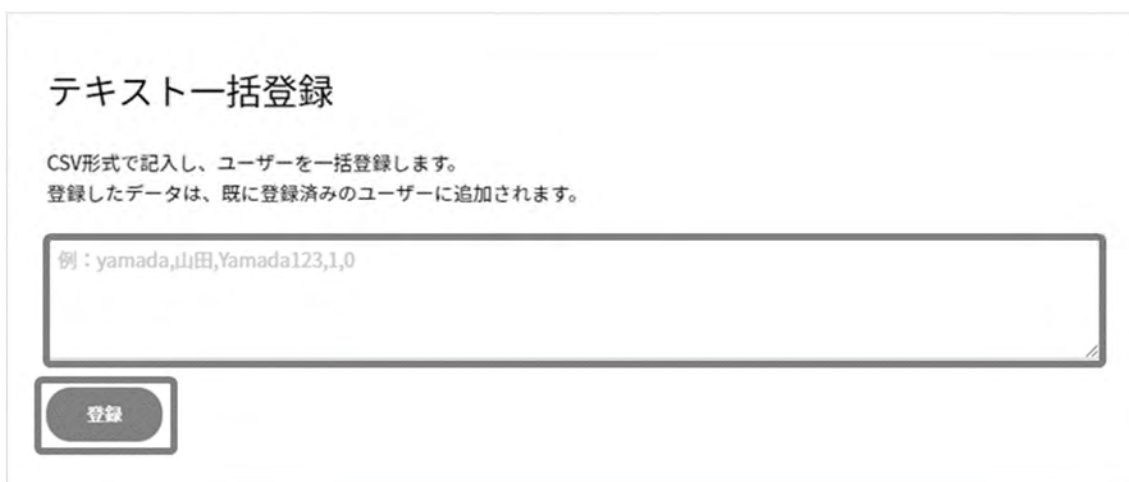 テキスト一括登録
CSV形式で記入し、ユーザーを一括登録します。
登録したデータは、既に登録済みのユーザーに追加されます。
例：yamada,山田,Yamada123,1,0
登録